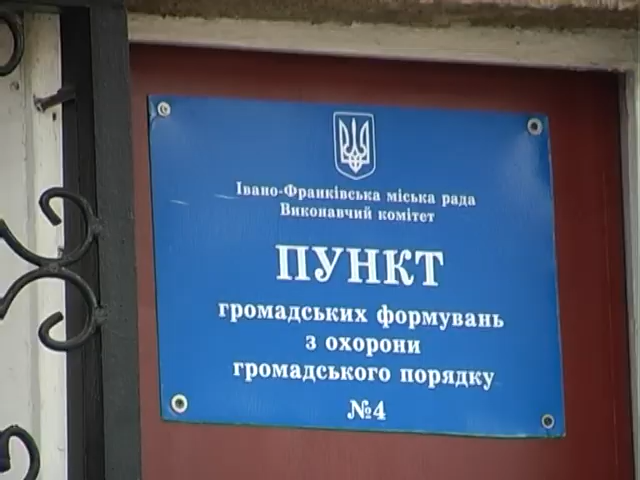 Івано-Франківська міська рада
Виконавчий комітет
ПУНКТ
громадських формувань
з охорони
громадського порядку
№4